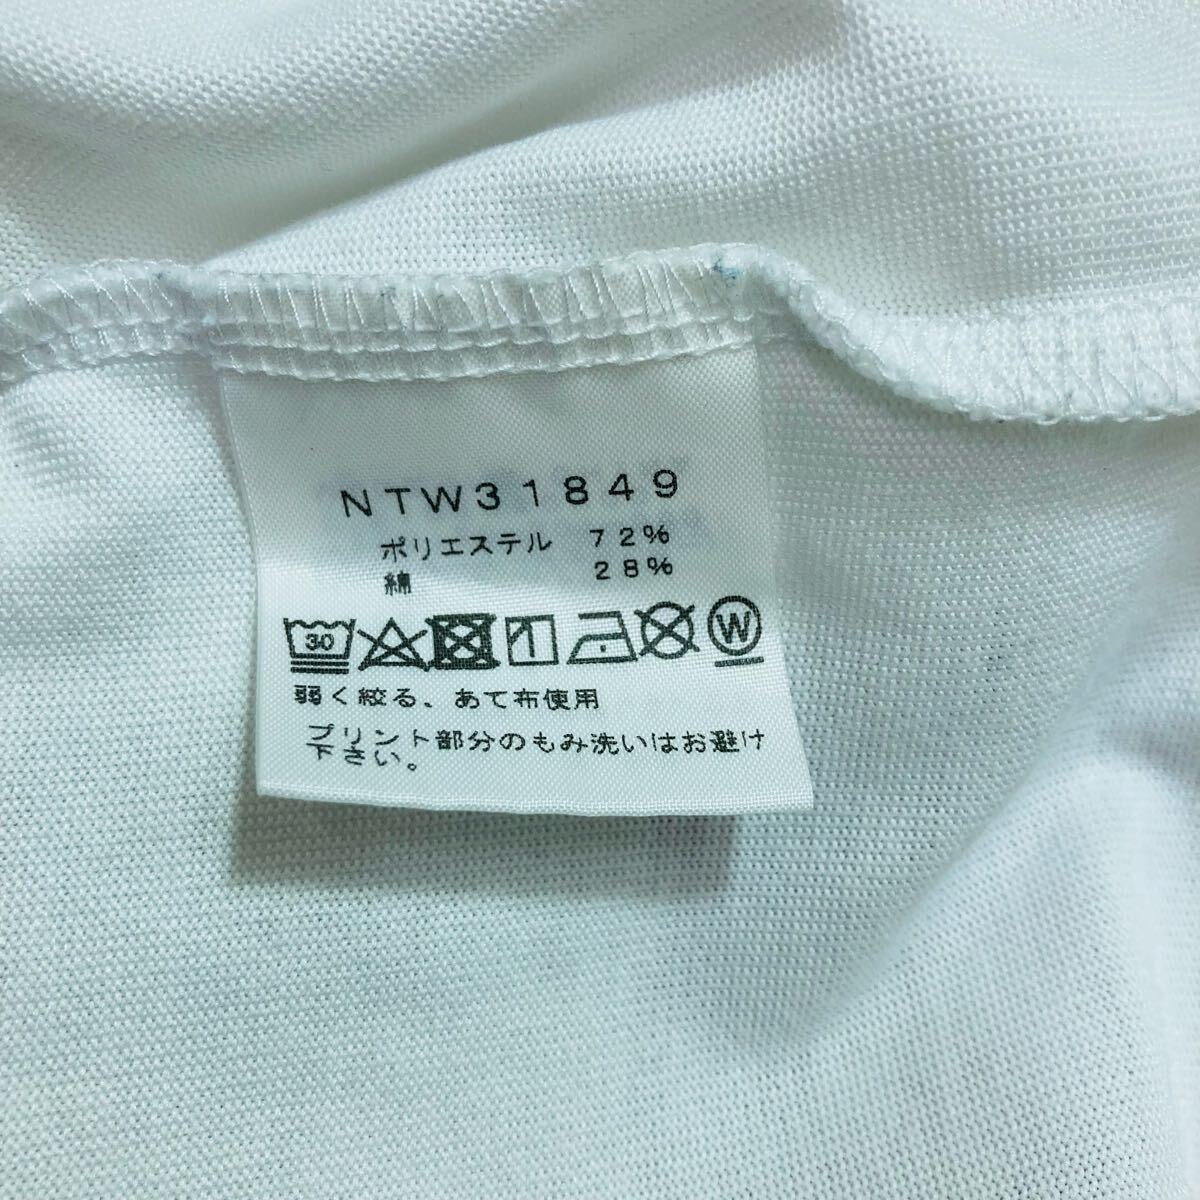 NTW31849
ポリエステル 72%
綿 28%
30 W
弱く絞る、あて布使用
プリント部分のもみ洗いはお避け
下さい。